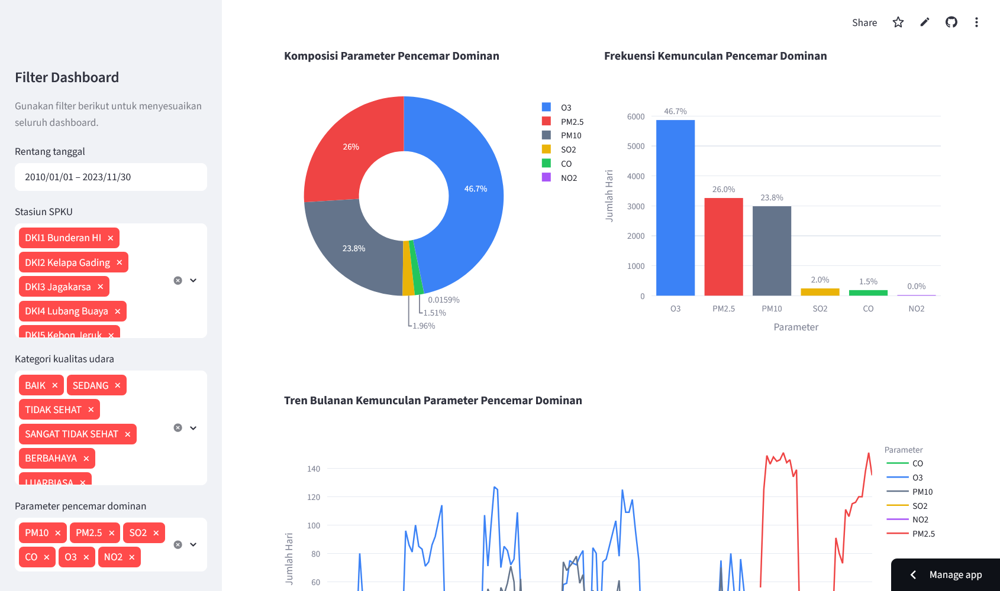 Share
Filter Dashboard
Gunakan filter berikut untuk menyesuaikan
seluruh dashboard.
Rentang tanggal
2010/01/01 – 2023/11/30
Stasiun SPKU
DKI1 Bunderan HI ×
DKI2 Kelapa Gading ×
DKI3 Jagakarsa ×
DKI4 Lubang Buaya ×
DKI5 Kebon Jeruk ×
Kategori kualitas udara
BAIK × SEDANG ×
TIDAK SEHAT ×
SANGAT TIDAK SEHAT ×
BERBAHAYA ×
LUARBIASA ×
Parameter pencemar dominan
PM10 × PM2.5 × SO2 ×
CO × O3 × NO2 ×
Komposisi Parameter Pencemar Dominan
26%
46.7%
23.8%
0.0159%
1.51%
1.96%
O3
PM2.5
PM10
SO2
CO
NO2
Frekuensi Kemunculan Pencemar Dominan
Jumlah Hari
6000
5000
4000
3000
2000
1000
0
46.7%
26.0%
23.8%
2.0%
1.5%
0.0%
O3 PM2.5 PM10 SO2 CO NO2
Parameter
Tren Bulanan Kemunculan Parameter Pencemar Dominan
Jumlah Hari
140
120
100
80
60
Parameter
CO
O3
PM10
SO2
NO2
PM2.5
Manage app